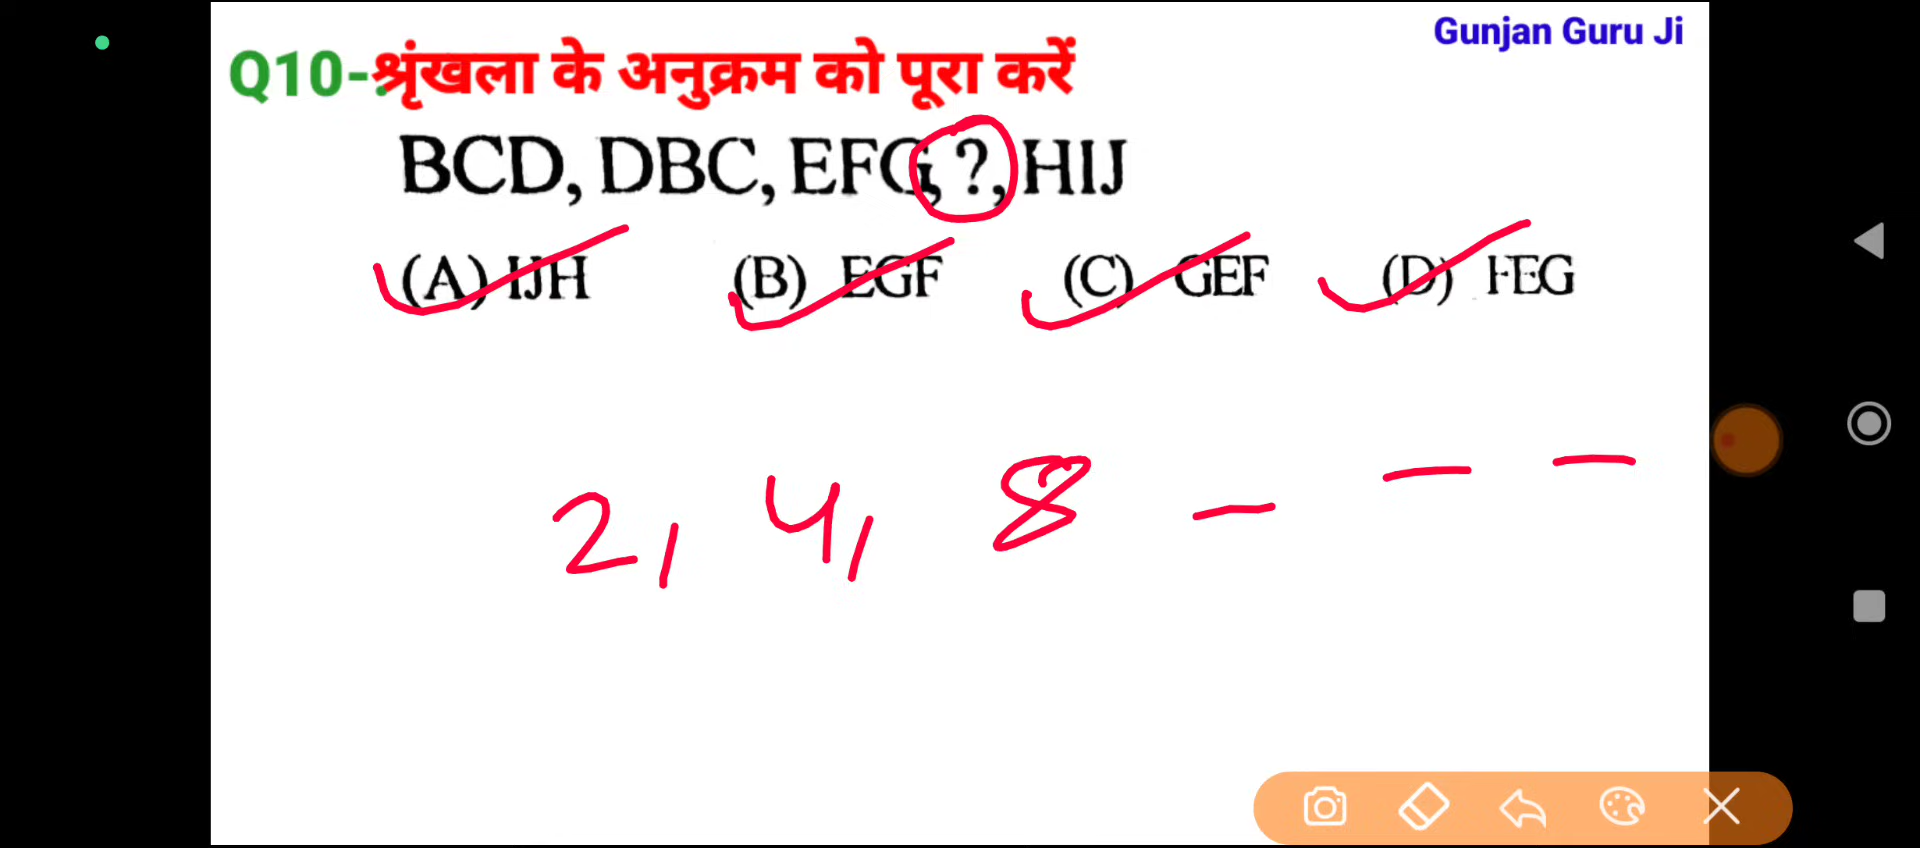 Gunjan Guru Ji
Q10-श्रृंखला के अनुक्रम को पूरा करें
BCD, DBC, EFG, ?, HIJ
(A) IJH (B) EGF (C) GEF (D) FEG
2, 4, 8 — — —